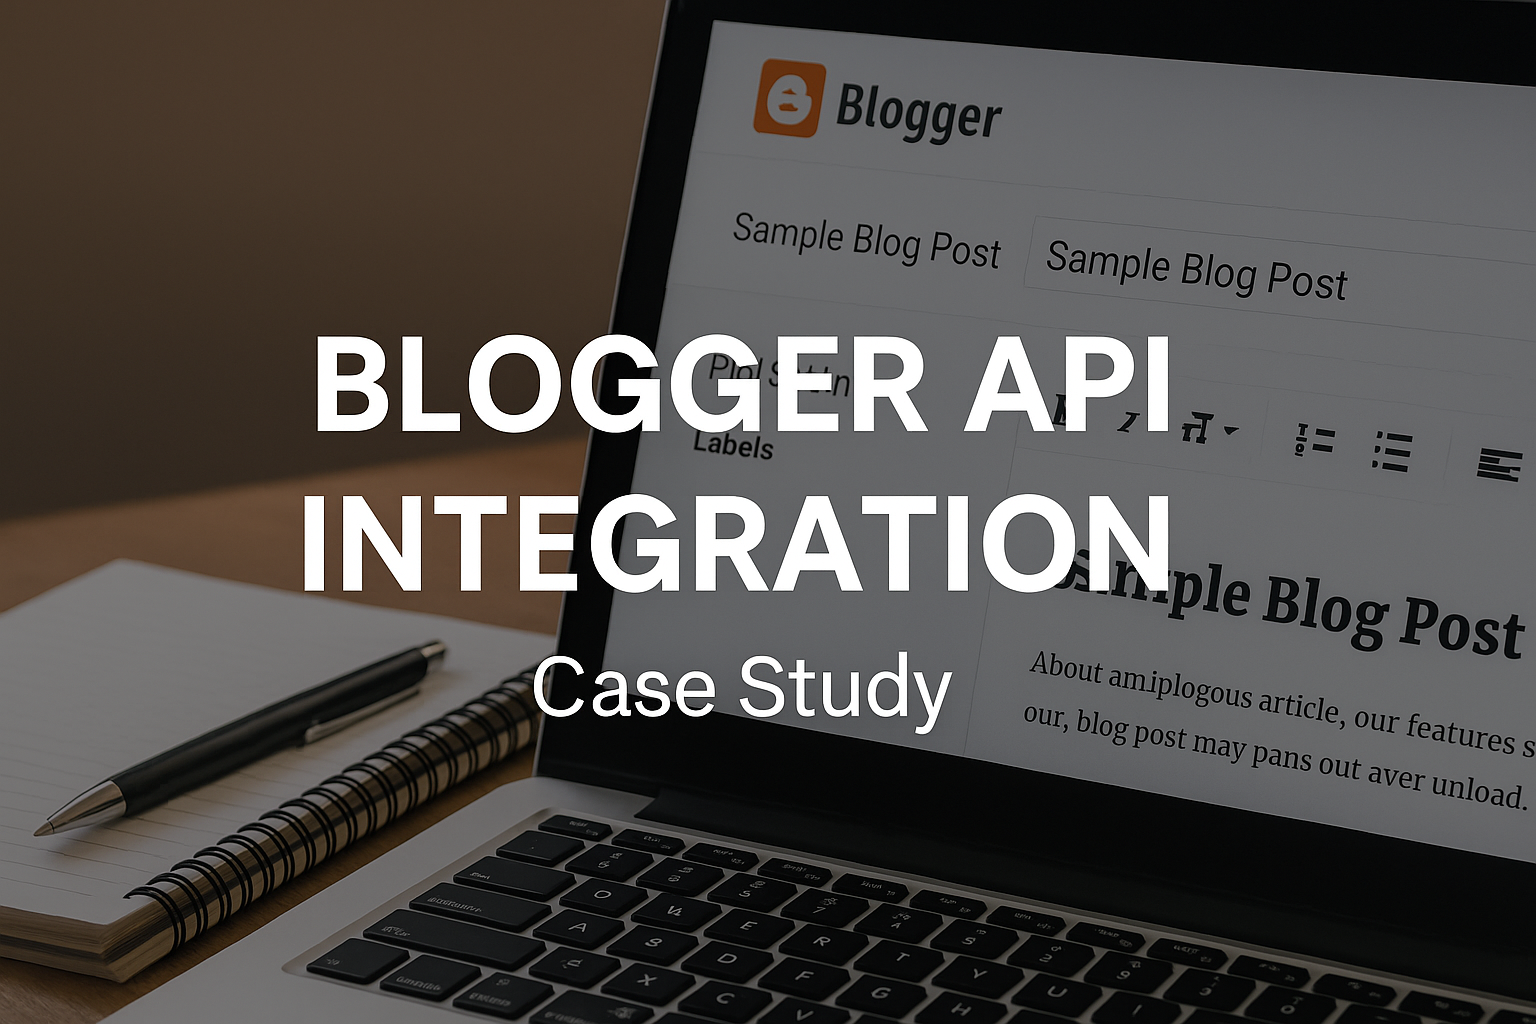 Blogger
Sample Blog Post
Sample Blog Post
BLOGGER API
Labels
INTEGRATION
Sample Blog Post
Case Study
About amiplogous article, our features s
our, blog post may pans out aver unload.